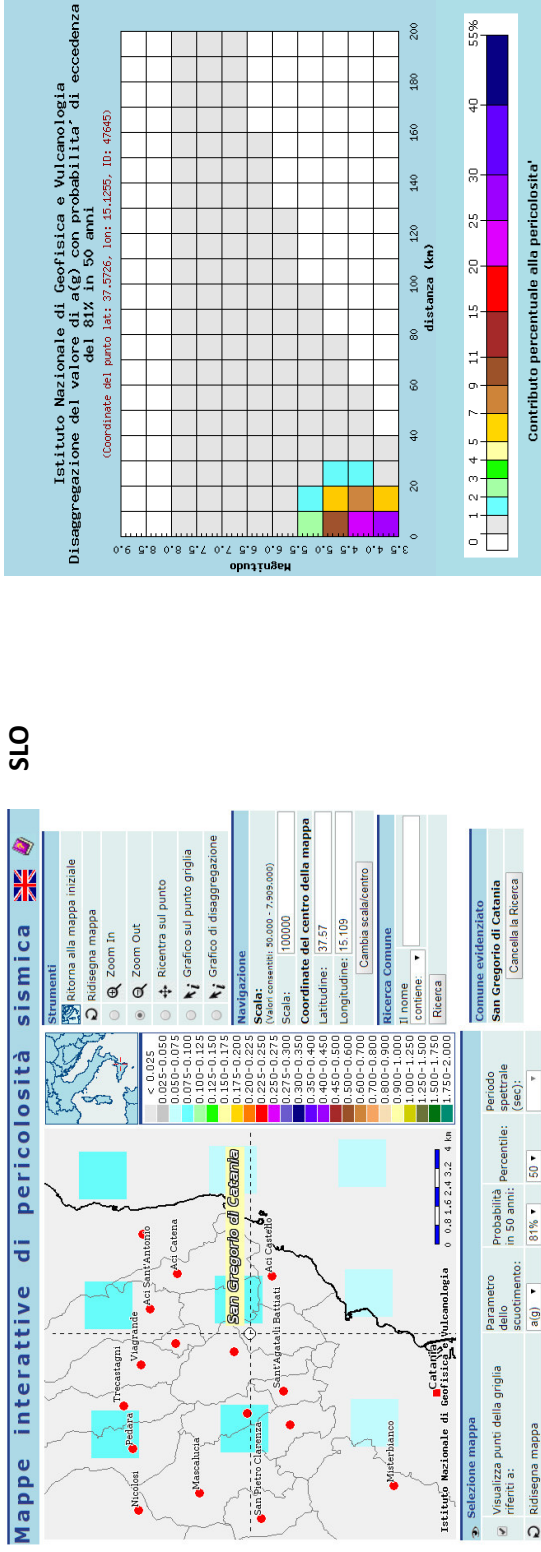 Mappe interattive di pericolosità sismica
Nicolosi
Pedara
Trecastagni
Viagrande
Aci Sant'Antonio
Aci Catena
Mascalucia
San Gregorio di Catania
San Pietro Clarenza
Sant'Agata li Battiati
Aci Castello
Misterbianco
Catania
0 0.8 1.6 2.4 3.2 4 km
Istituto Nazionale di Geofisica e Vulcanologia
< 0.025
0.025-0.050
0.050-0.075
0.075-0.100
0.100-0.125
0.125-0.150
0.150-0.175
0.175-0.200
0.200-0.225
0.225-0.250
0.250-0.275
0.275-0.300
0.300-0.350
0.350-0.400
0.400-0.450
0.450-0.500
0.500-0.600
0.600-0.700
0.700-0.800
0.800-0.900
0.900-1.000
1.000-1.250
1.250-1.500
1.500-1.750
1.750-2.000
Strumenti
Ritorna alla mappa iniziale
Ridisegna mappa
Zoom In
Zoom Out
Ricentra sul punto
Grafico sul punto griglia
Grafico di disaggregazione
Navigazione
Scala:
(Valori consentiti: 50.000 - 7.909.000)
Scala: 100000
Coordinate del centro della mappa
Latitudine: 37.57
Longitudine: 15.109
Cambia scala/centro
Ricerca Comune
Il nome
contiene:
Ricerca
Selezione mappa
Visualizza punti della griglia
riferiti a:
Ridisegna mappa
Parametro
dello
scuotimento:
a(g)
Probabilità
in 50 anni:
81%
Percentile:
50
Periodo
spettrale
(sec):
Comune evidenziato
San Gregorio di Catania
Cancella la Ricerca
SLO
Istituto Nazionale di Geofisica e Vulcanologia
Disaggregazione del valore di a(g) con probabilita' di eccedenza
del 81% in 50 anni
(Coordinate del punto lat: 37.5726, lon: 15.1255, ID: 47645)
Magnitudo
9.0
8.5
8.0
7.5
7.0
6.5
6.0
5.5
5.0
4.5
4.0
3.5
0 20 40 60 80 100 120 140 160 180 200
distanza (km)
0 1 2 3 4 5 7 9 11 15 20 25 30 40 55%
Contributo percentuale alla pericolosita'